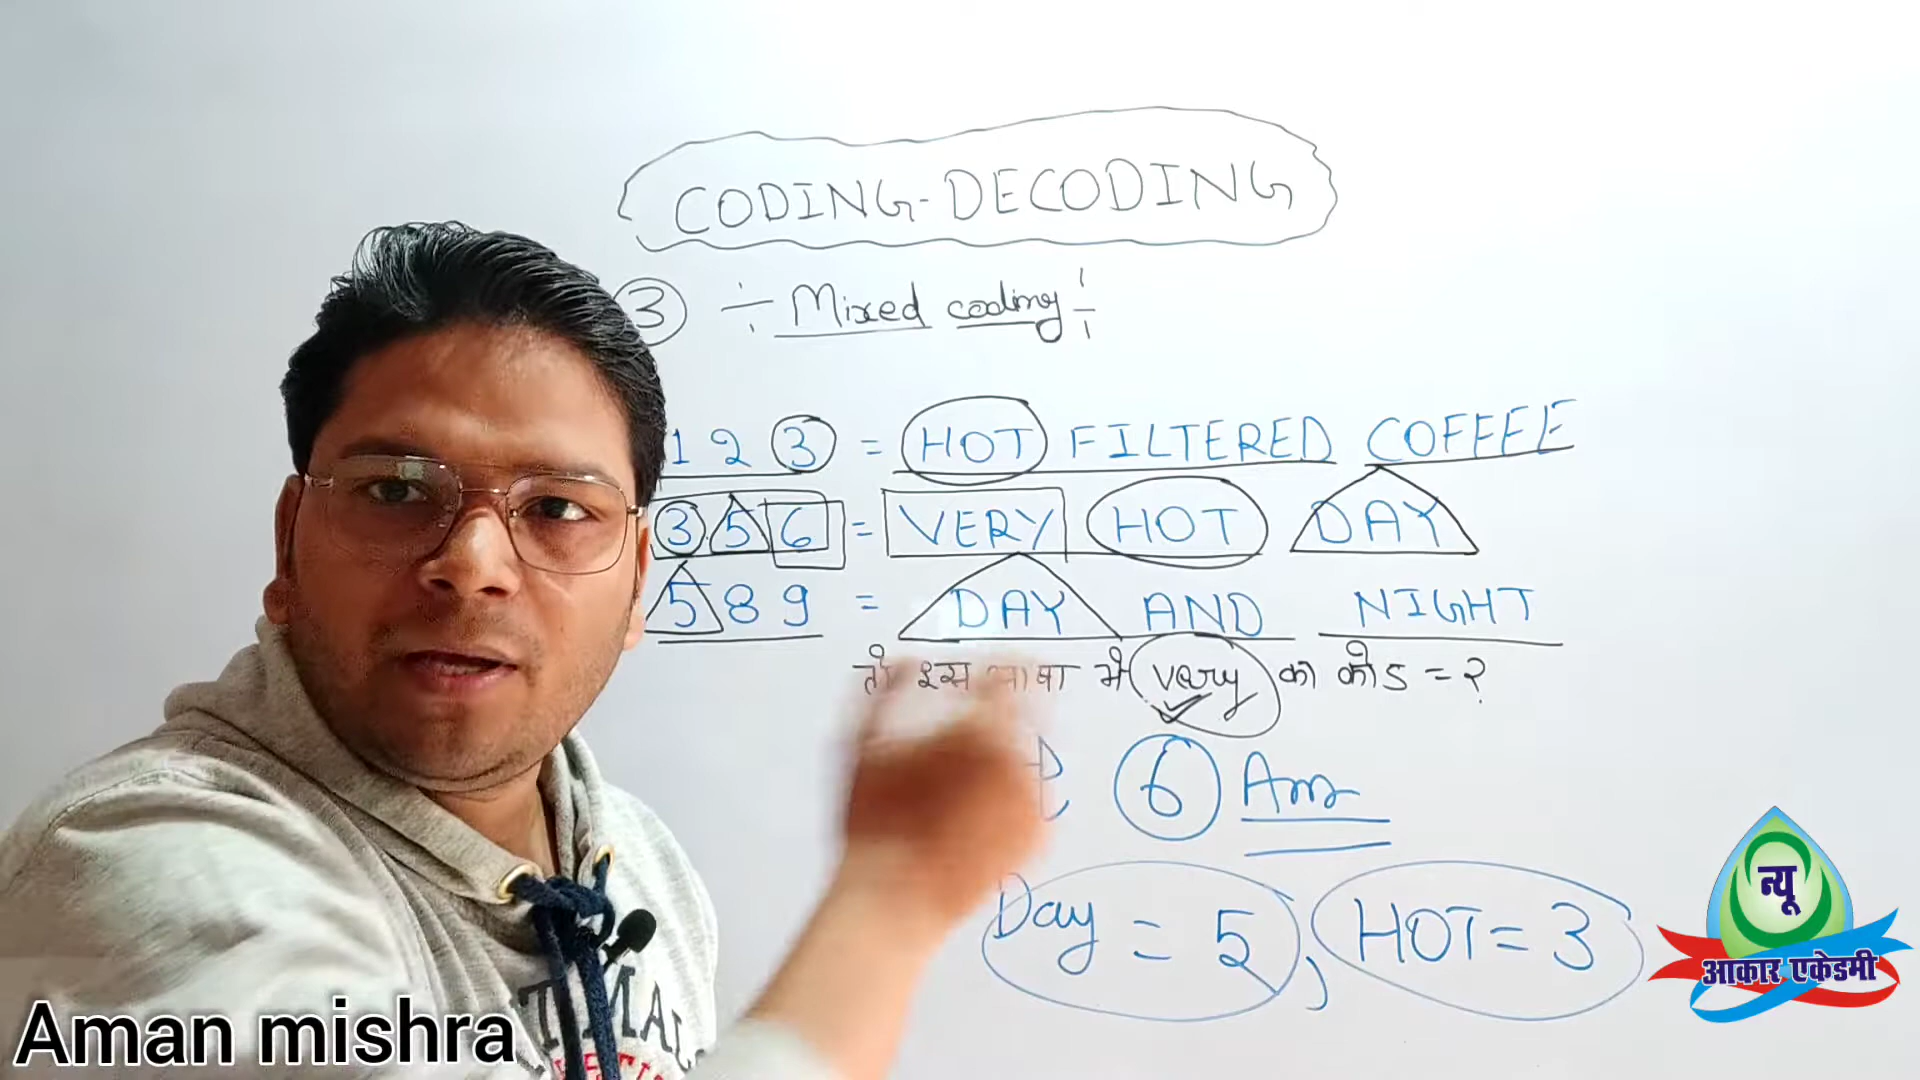 CODING-DECODING
3 ÷ Mixed coding ÷
1 2 3 = HOT FILTERED COFFEE
3 5 6 = VERY HOT DAY
5 8 9 = DAY AND NIGHT
तो इस भाषा में very का कोड = ?
6 Ans
Day = 5, HOT = 3
न्यू
आकार एकेडमी
Aman mishra